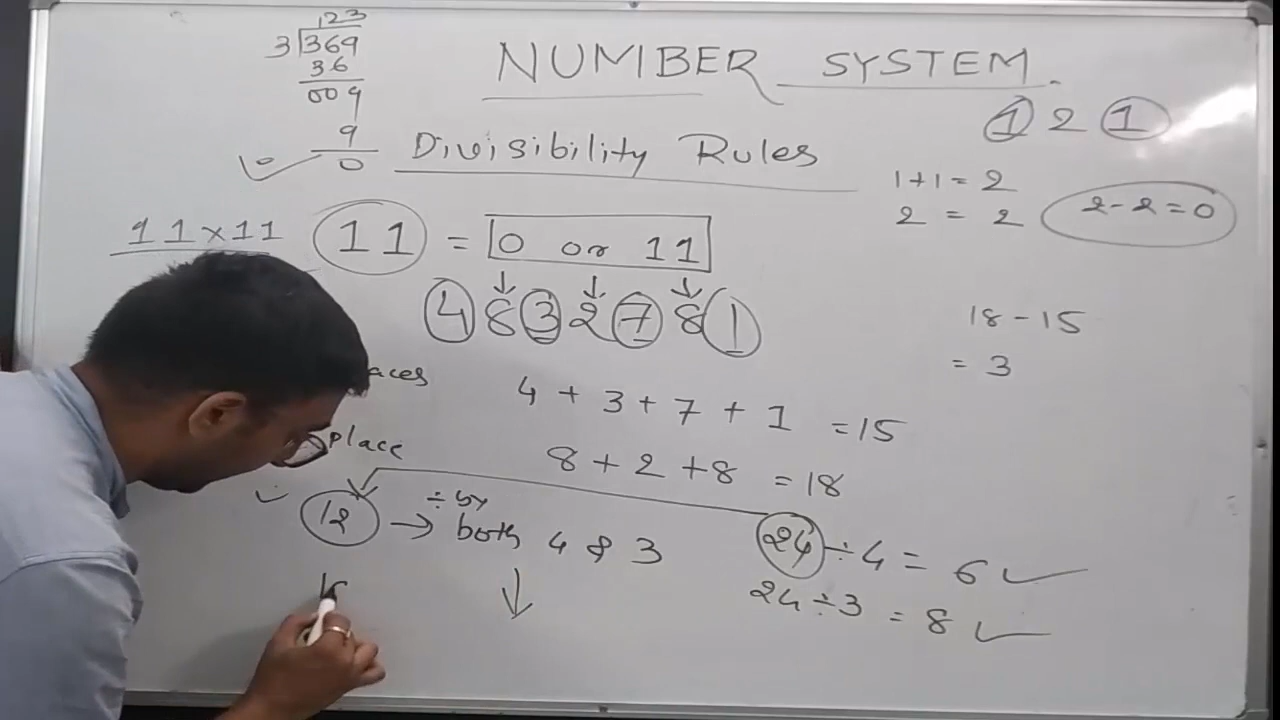 123
3 369
36
009
9
0
NUMBER SYSTEM
Divisibility Rules
1 2 1
1+1=2
2 = 2
2-2=0
11x11
11 = 0 or 11
4 8 3 2 7 8 1
18-15
= 3
4 + 3 + 7 + 1 =15
place
8 + 2 + 8 =18
12 → ÷ by both 4 & 3
24 ÷ 4 = 6 ✓
24 ÷ 3 = 8 ✓